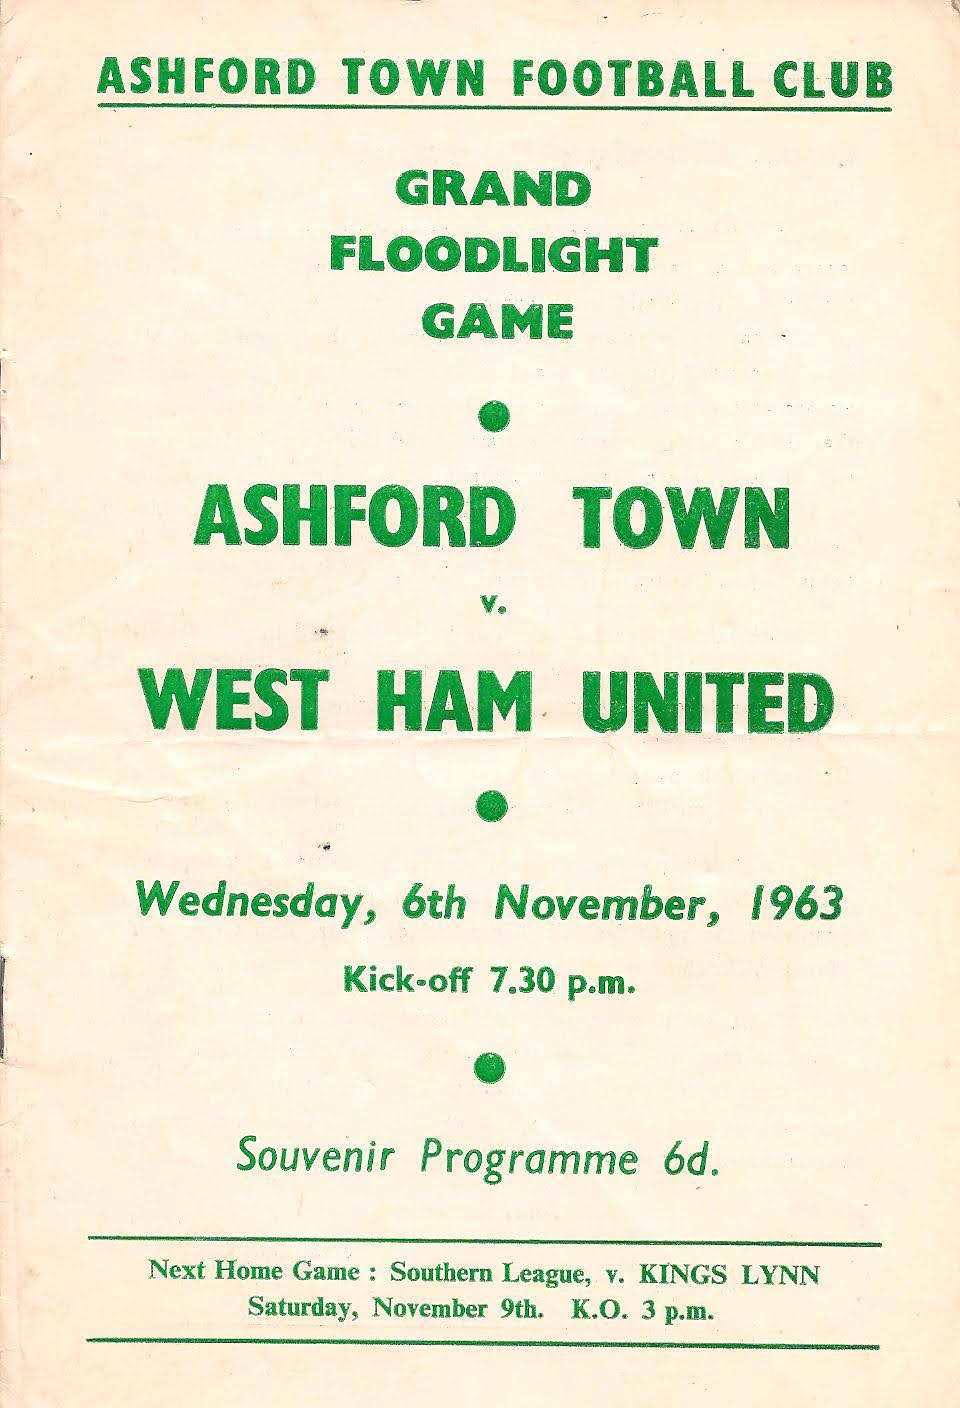 ASHFORD TOWN FOOTBALL CLUB
GRAND
FLOODLIGHT
GAME
ASHFORD TOWN
v.
WEST HAM UNITED
Wednesday, 6th November, 1963
Kick-off 7.30 p.m.
Souvenir Programme 6d.
Next Home Game : Southern League, v. KINGS LYNN
Saturday, November 9th. K.O. 3 p.m.